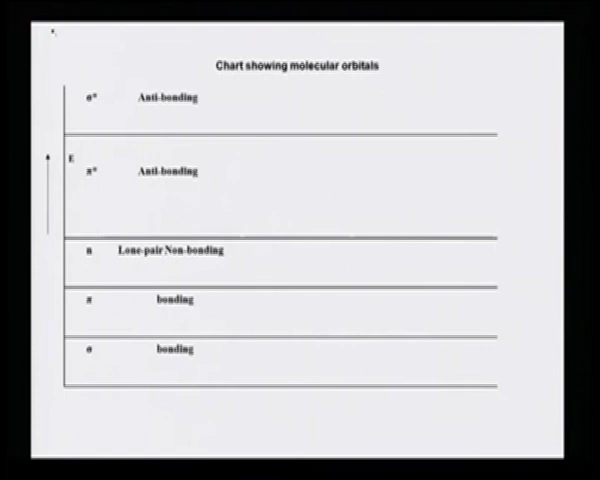 Chart showing molecular orbitals
σ* Anti-bonding
E
π* Anti-bonding
n Lone-pair Non-bonding
π bonding
σ bonding